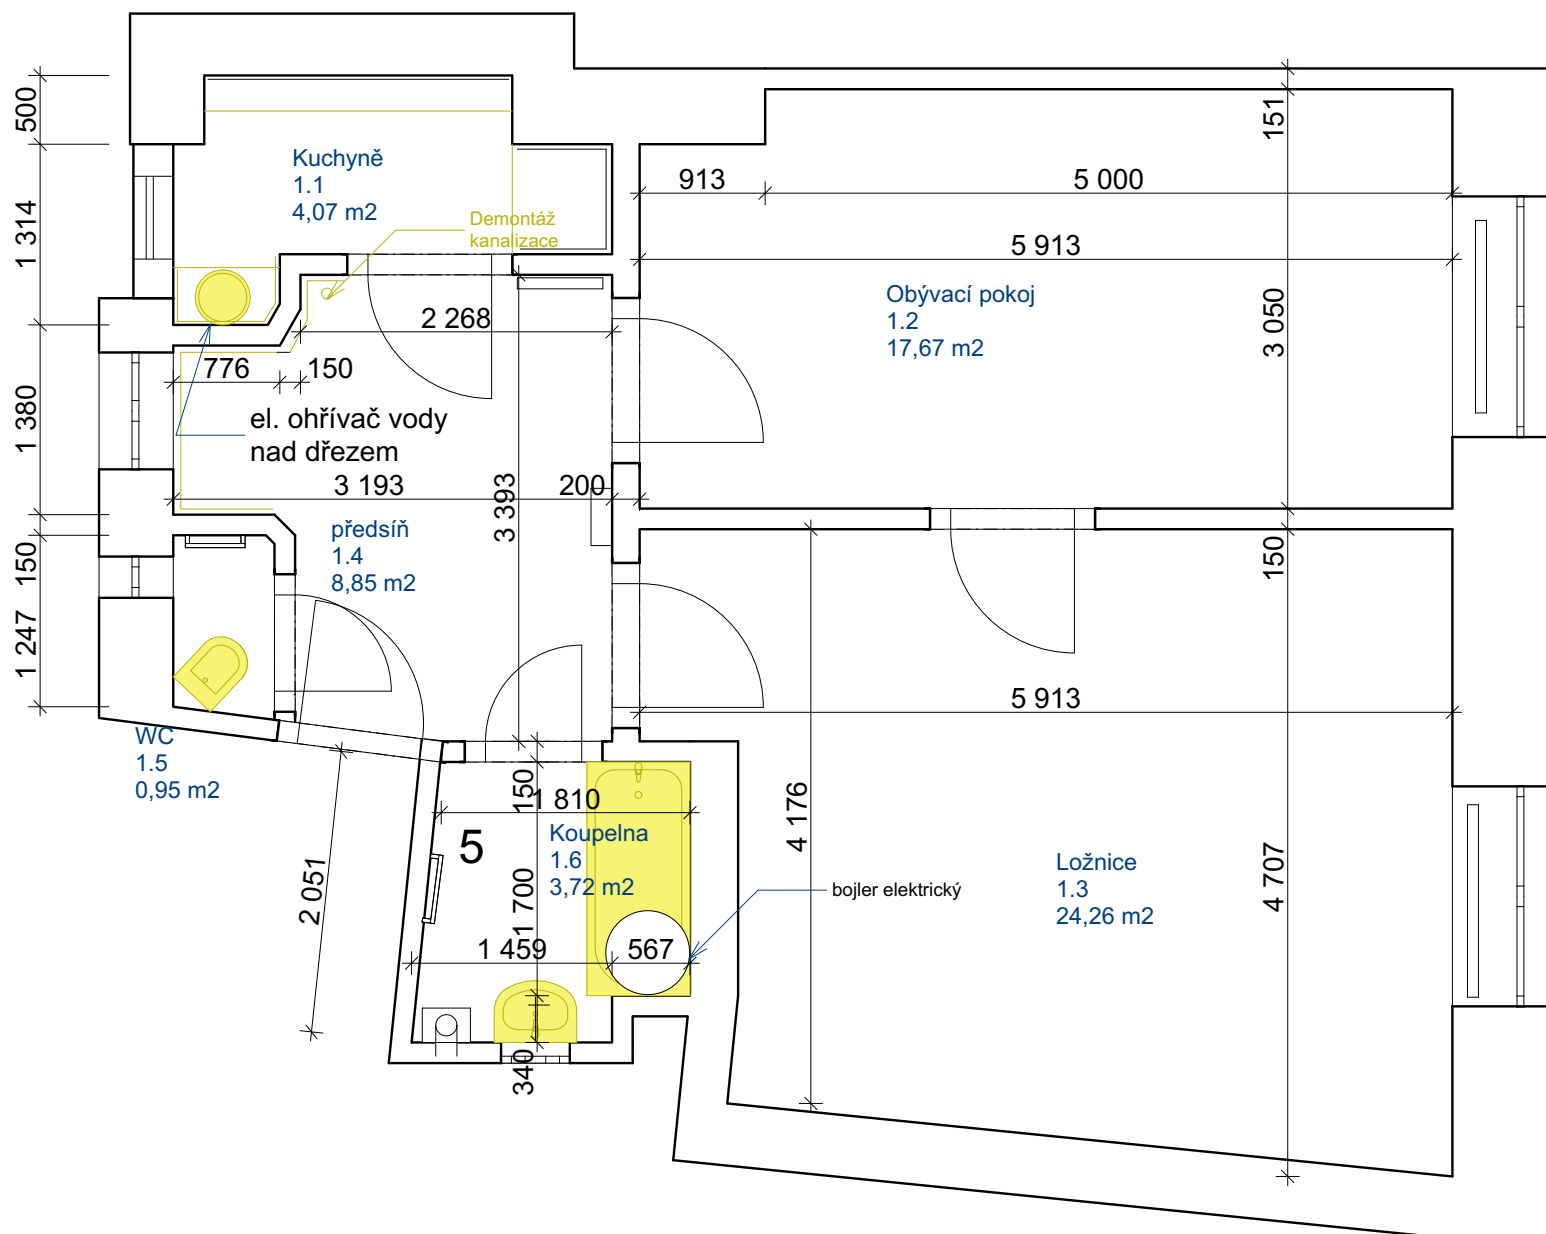 500
1 314
1 380
150
1 247
Kuchyně
1.1
4,07 m2
Demontáž
kanalizace
913
5 000
151
5 913
3 050
Obývací pokoj
1.2
17,67 m2
2 268
776
150
el. ohřívač vody
nad dřezem
3 193
200
3 393
předsíň
1.4
8,85 m2
150
5 913
WC
1.5
0,95 m2
2 051
150
1 810
5
Koupelna
1.6
3,72 m2
1 700
bojler elektrický
1 459
567
340
4 176
4 707
Ložnice
1.3
24,26 m2